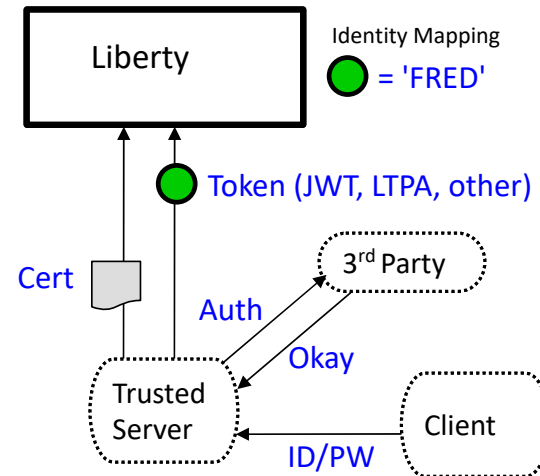 Liberty
Identity Mapping
= 'FRED'
Token (JWT, LTPA, other)
3rd Party
Cert
Auth
Okay
Trusted
Server
Client
ID/PW